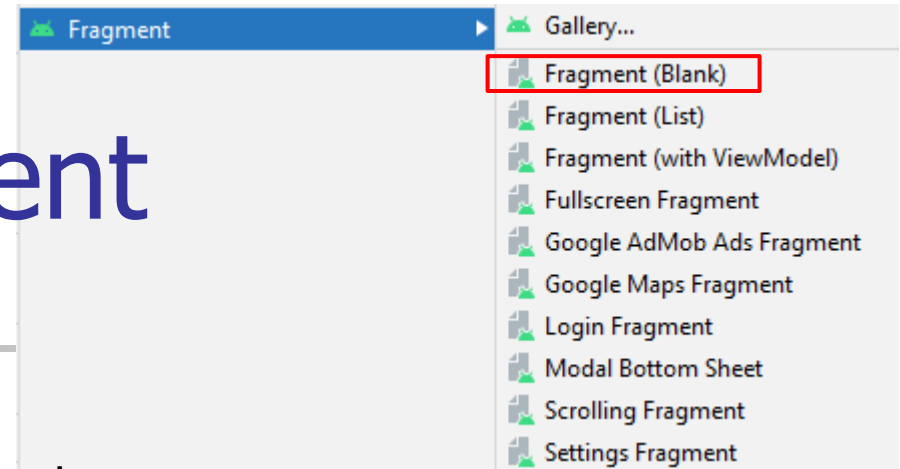 Fragment
Gallery...
Fragment (Blank)
Fragment (List)
Fragment (with ViewModel)
ent
Fullscreen Fragment
Google AdMob Ads Fragment
Google Maps Fragment
Login Fragment
Modal Bottom Sheet
Scrolling Fragment
Settings Fragment